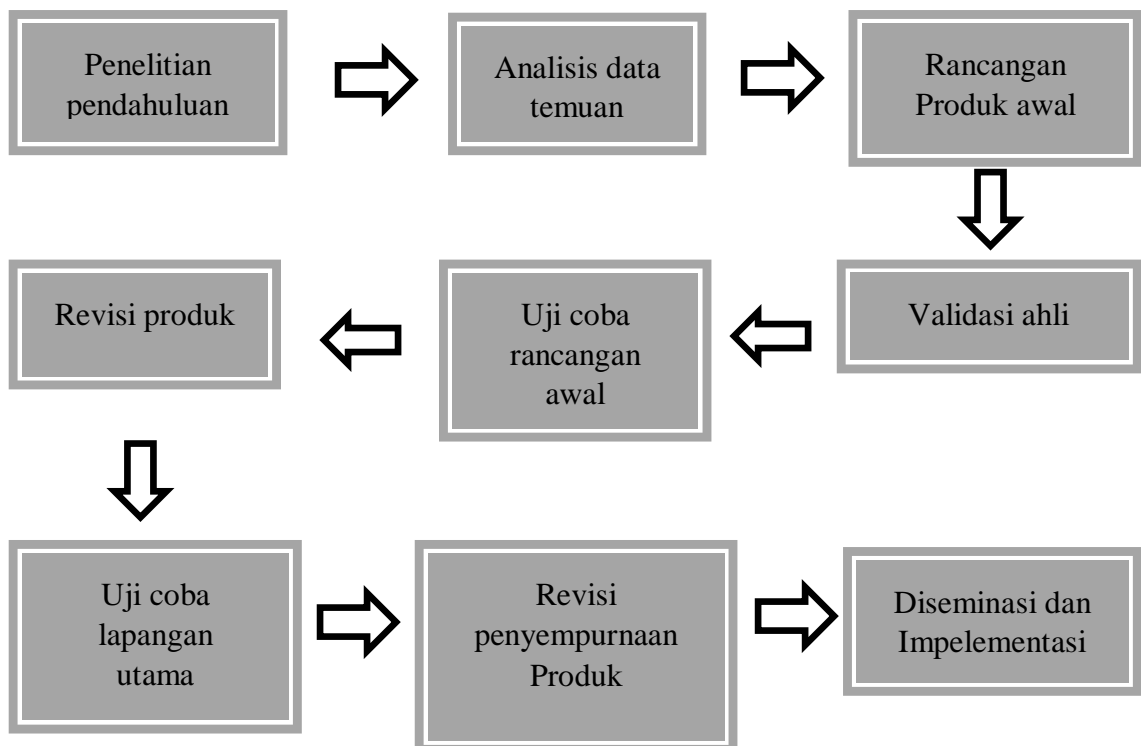 Penelitian
pendahuluan
Analisis data
temuan
Rancangan
Produk awal
Validasi ahli
Uji coba
rancangan
awal
Revisi produk
Uji coba
lapangan
utama
Revisi
penyempurnaan
Produk
Diseminasi dan
Impelementasi